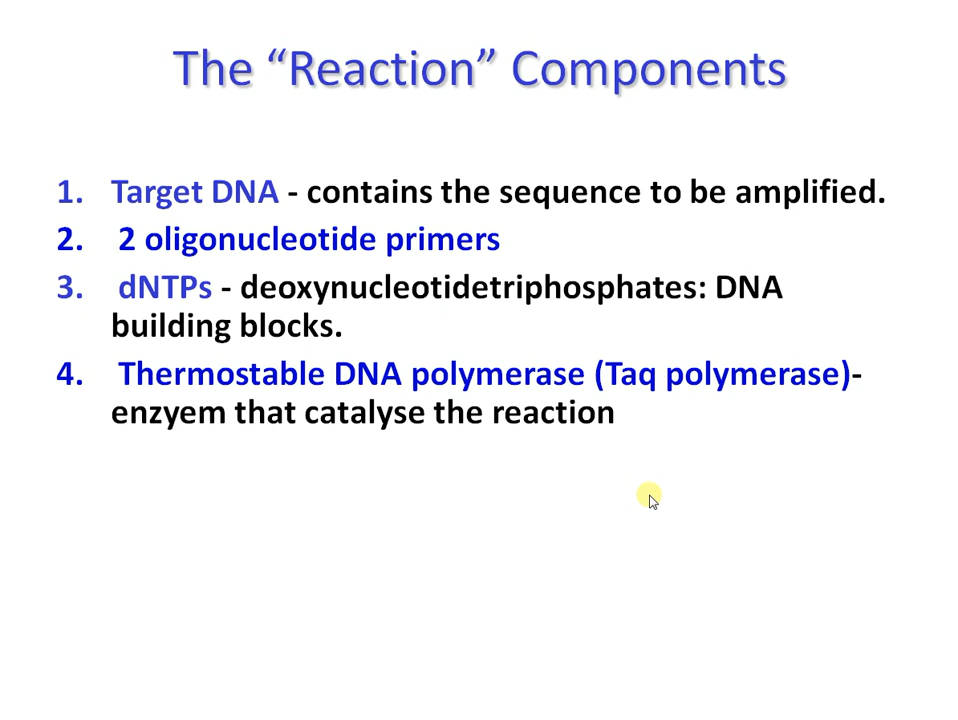 The “Reaction” Components
1. Target DNA - contains the sequence to be amplified.
2. 2 oligonucleotide primers
3. dNTPs - deoxynucleotidetriphosphates: DNA
building blocks.
4. Thermostable DNA polymerase (Taq polymerase)-
enzyem that catalyse the reaction